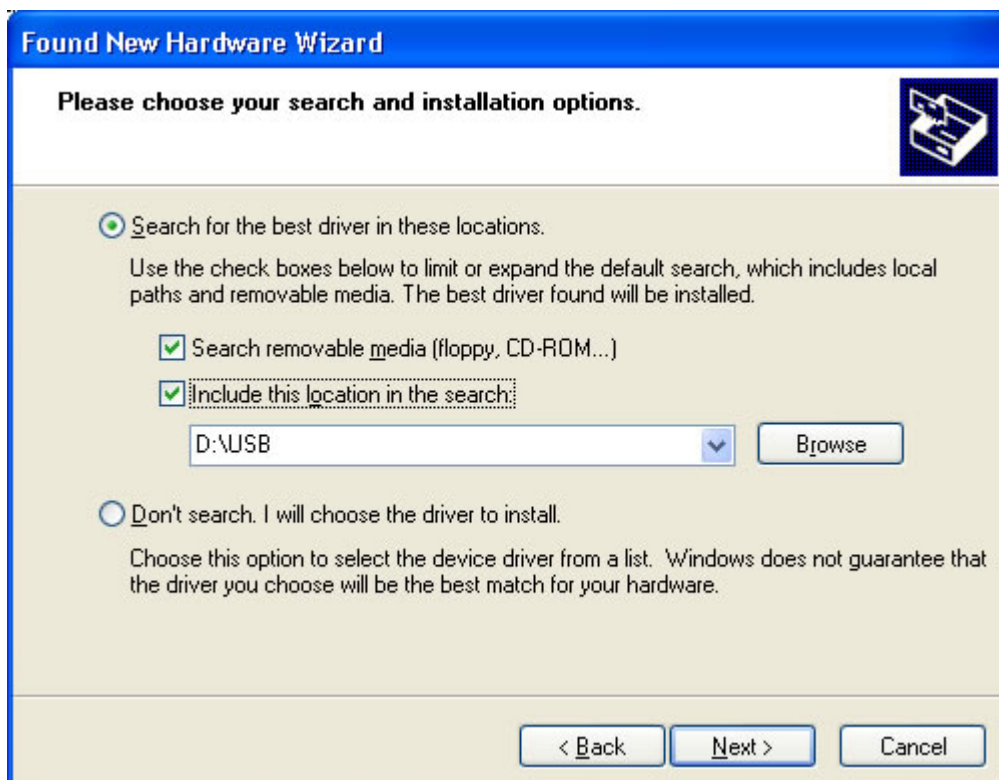 Found New Hardware Wizard
Please choose your search and installation options.
Search for the best driver in these locations.
Use the check boxes below to limit or expand the default search, which includes local
paths and removable media. The best driver found will be installed.
Search removable media (floppy, CD-ROM...)
Include this location in the search:
D:\USB
Browse
Don't search. I will choose the driver to install.
Choose this option to select the device driver from a list. Windows does not guarantee that
the driver you choose will be the best match for your hardware.
< Back Next > Cancel